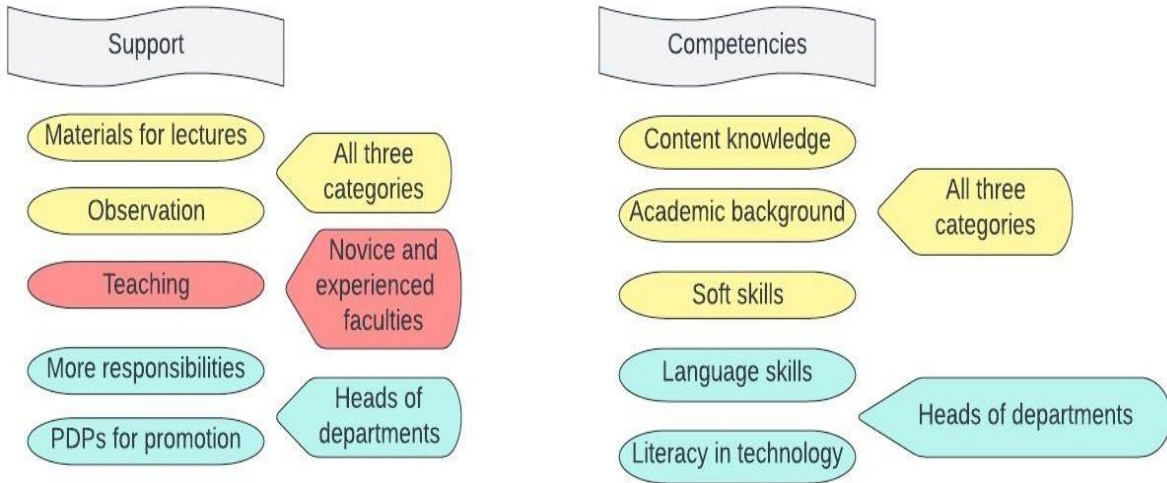 Support
Materials for lectures
Observation
Teaching
More responsibilities
PDPs for promotion
All three
categories
Novice and
experienced
faculties
Heads of
departments
Competencies
Content knowledge
Academic background
Soft skills
Language skills
Literacy in technology
All three
categories
Heads of departments